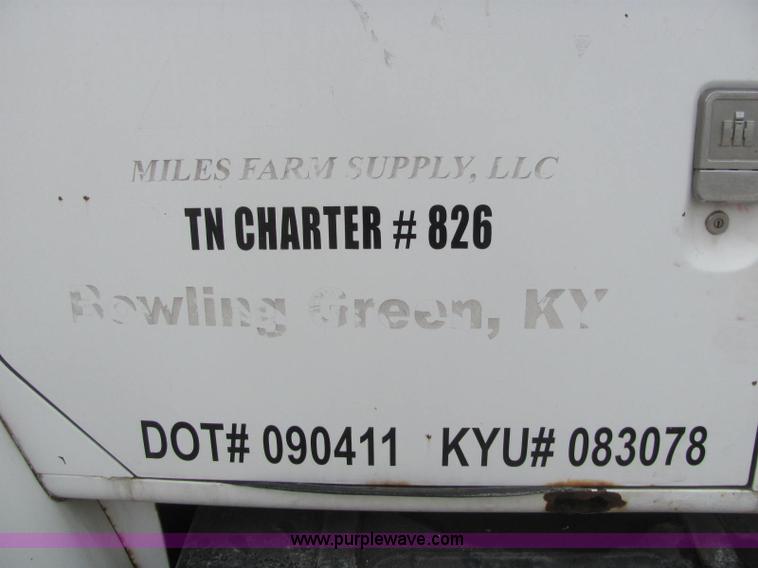 MILES FARM SUPPLY, LLC
TN CHARTER # 826
Bowling Green, KY
DOT# 090411 KYU# 083078
www.purplewave.com